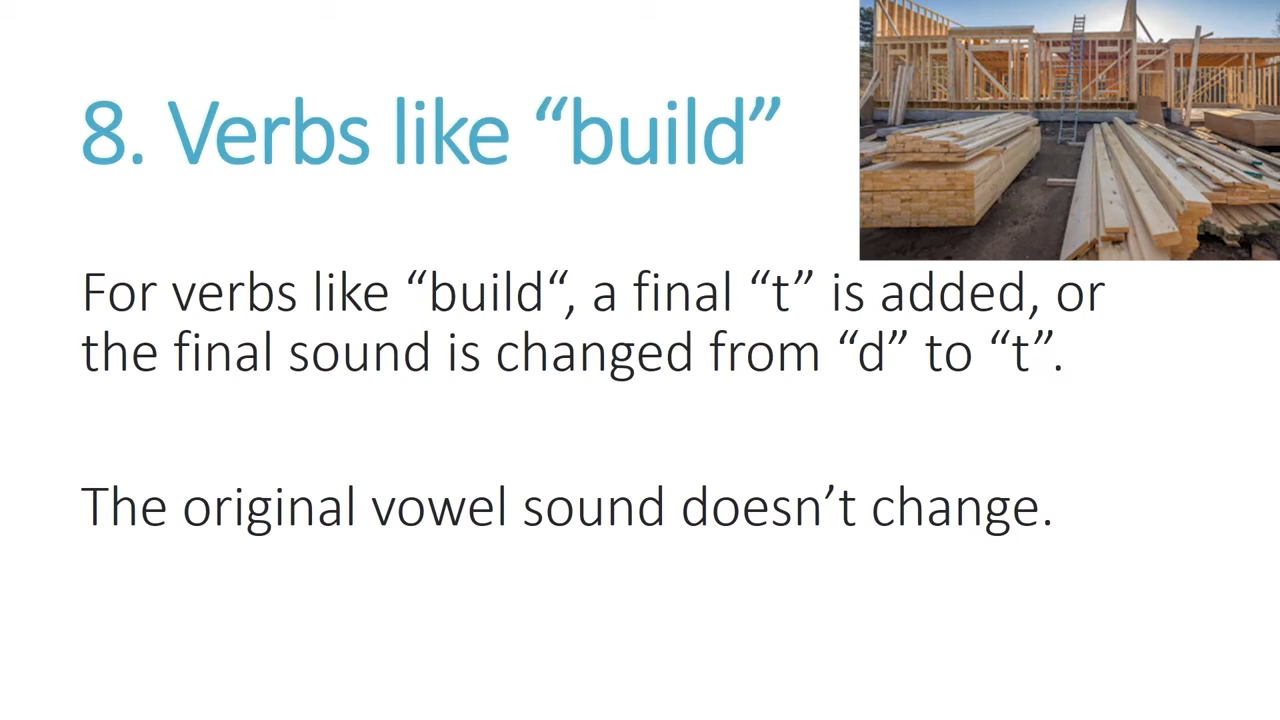 8. Verbs like “build”
For verbs like “build“, a final “t” is added, or
the final sound is changed from “d” to “t”.
The original vowel sound doesn’t change.